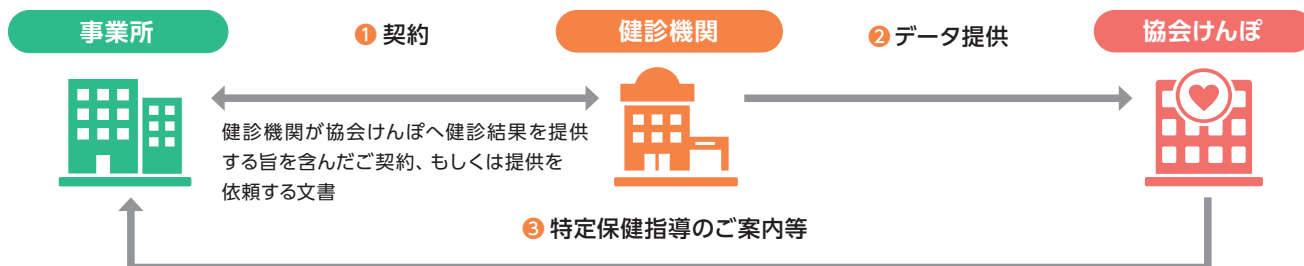 事業所
❶ 契約
健診機関
❷ データ提供
協会けんぽ
健診機関が協会けんぽへ健診結果を提供
する旨を含んだご契約、もしくは提供を
依頼する文書
❸ 特定保健指導のご案内等